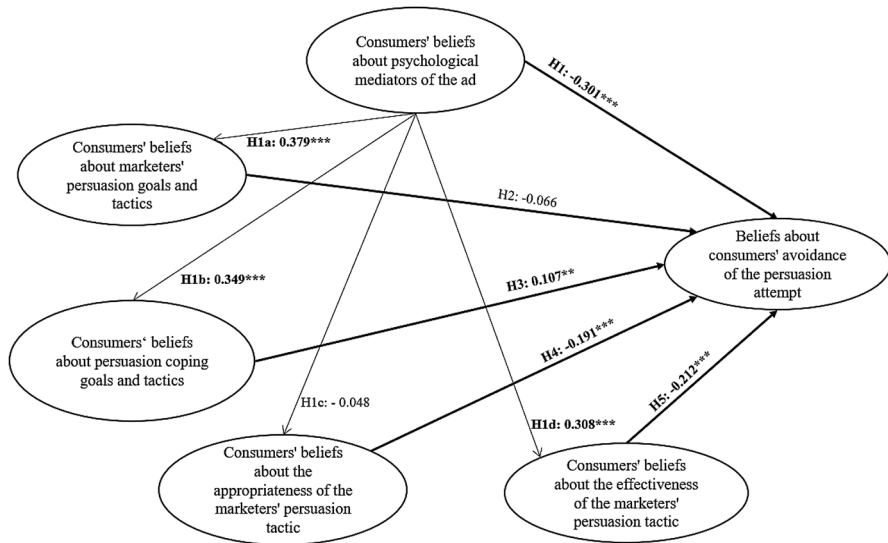 Consumers' beliefs
about psychological
mediators of the ad
H1: -0.301***
H1a: 0.379***
Consumers' beliefs
about marketers'
persuasion goals and
tactics
H2: -0.066
Beliefs about
consumers' avoidance
of the persuasion
attempt
H1b: 0.349***
H3: 0.107**
Consumers‘ beliefs
about persuasion coping
goals and tactics
H4: -0.191***
H5: -0.212***
H1c: - 0.048
H1d: 0.308***
Consumers' beliefs
about the
appropriateness of the
marketers' persuasion
tactic
Consumers' beliefs
about the effectiveness
of the marketers'
persuasion tactic